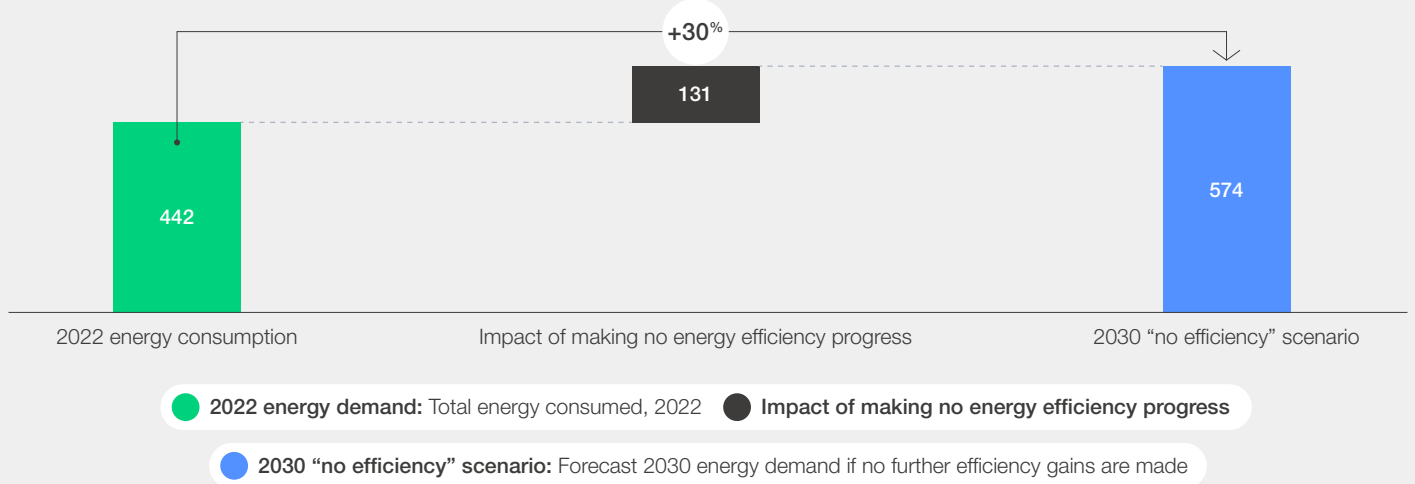 +30%
131
442
574
2022 energy consumption
Impact of making no energy efficiency progress
2030 “no efficiency” scenario
2022 energy demand: Total energy consumed, 2022
Impact of making no energy efficiency progress
2030 “no efficiency” scenario: Forecast 2030 energy demand if no further efficiency gains are made